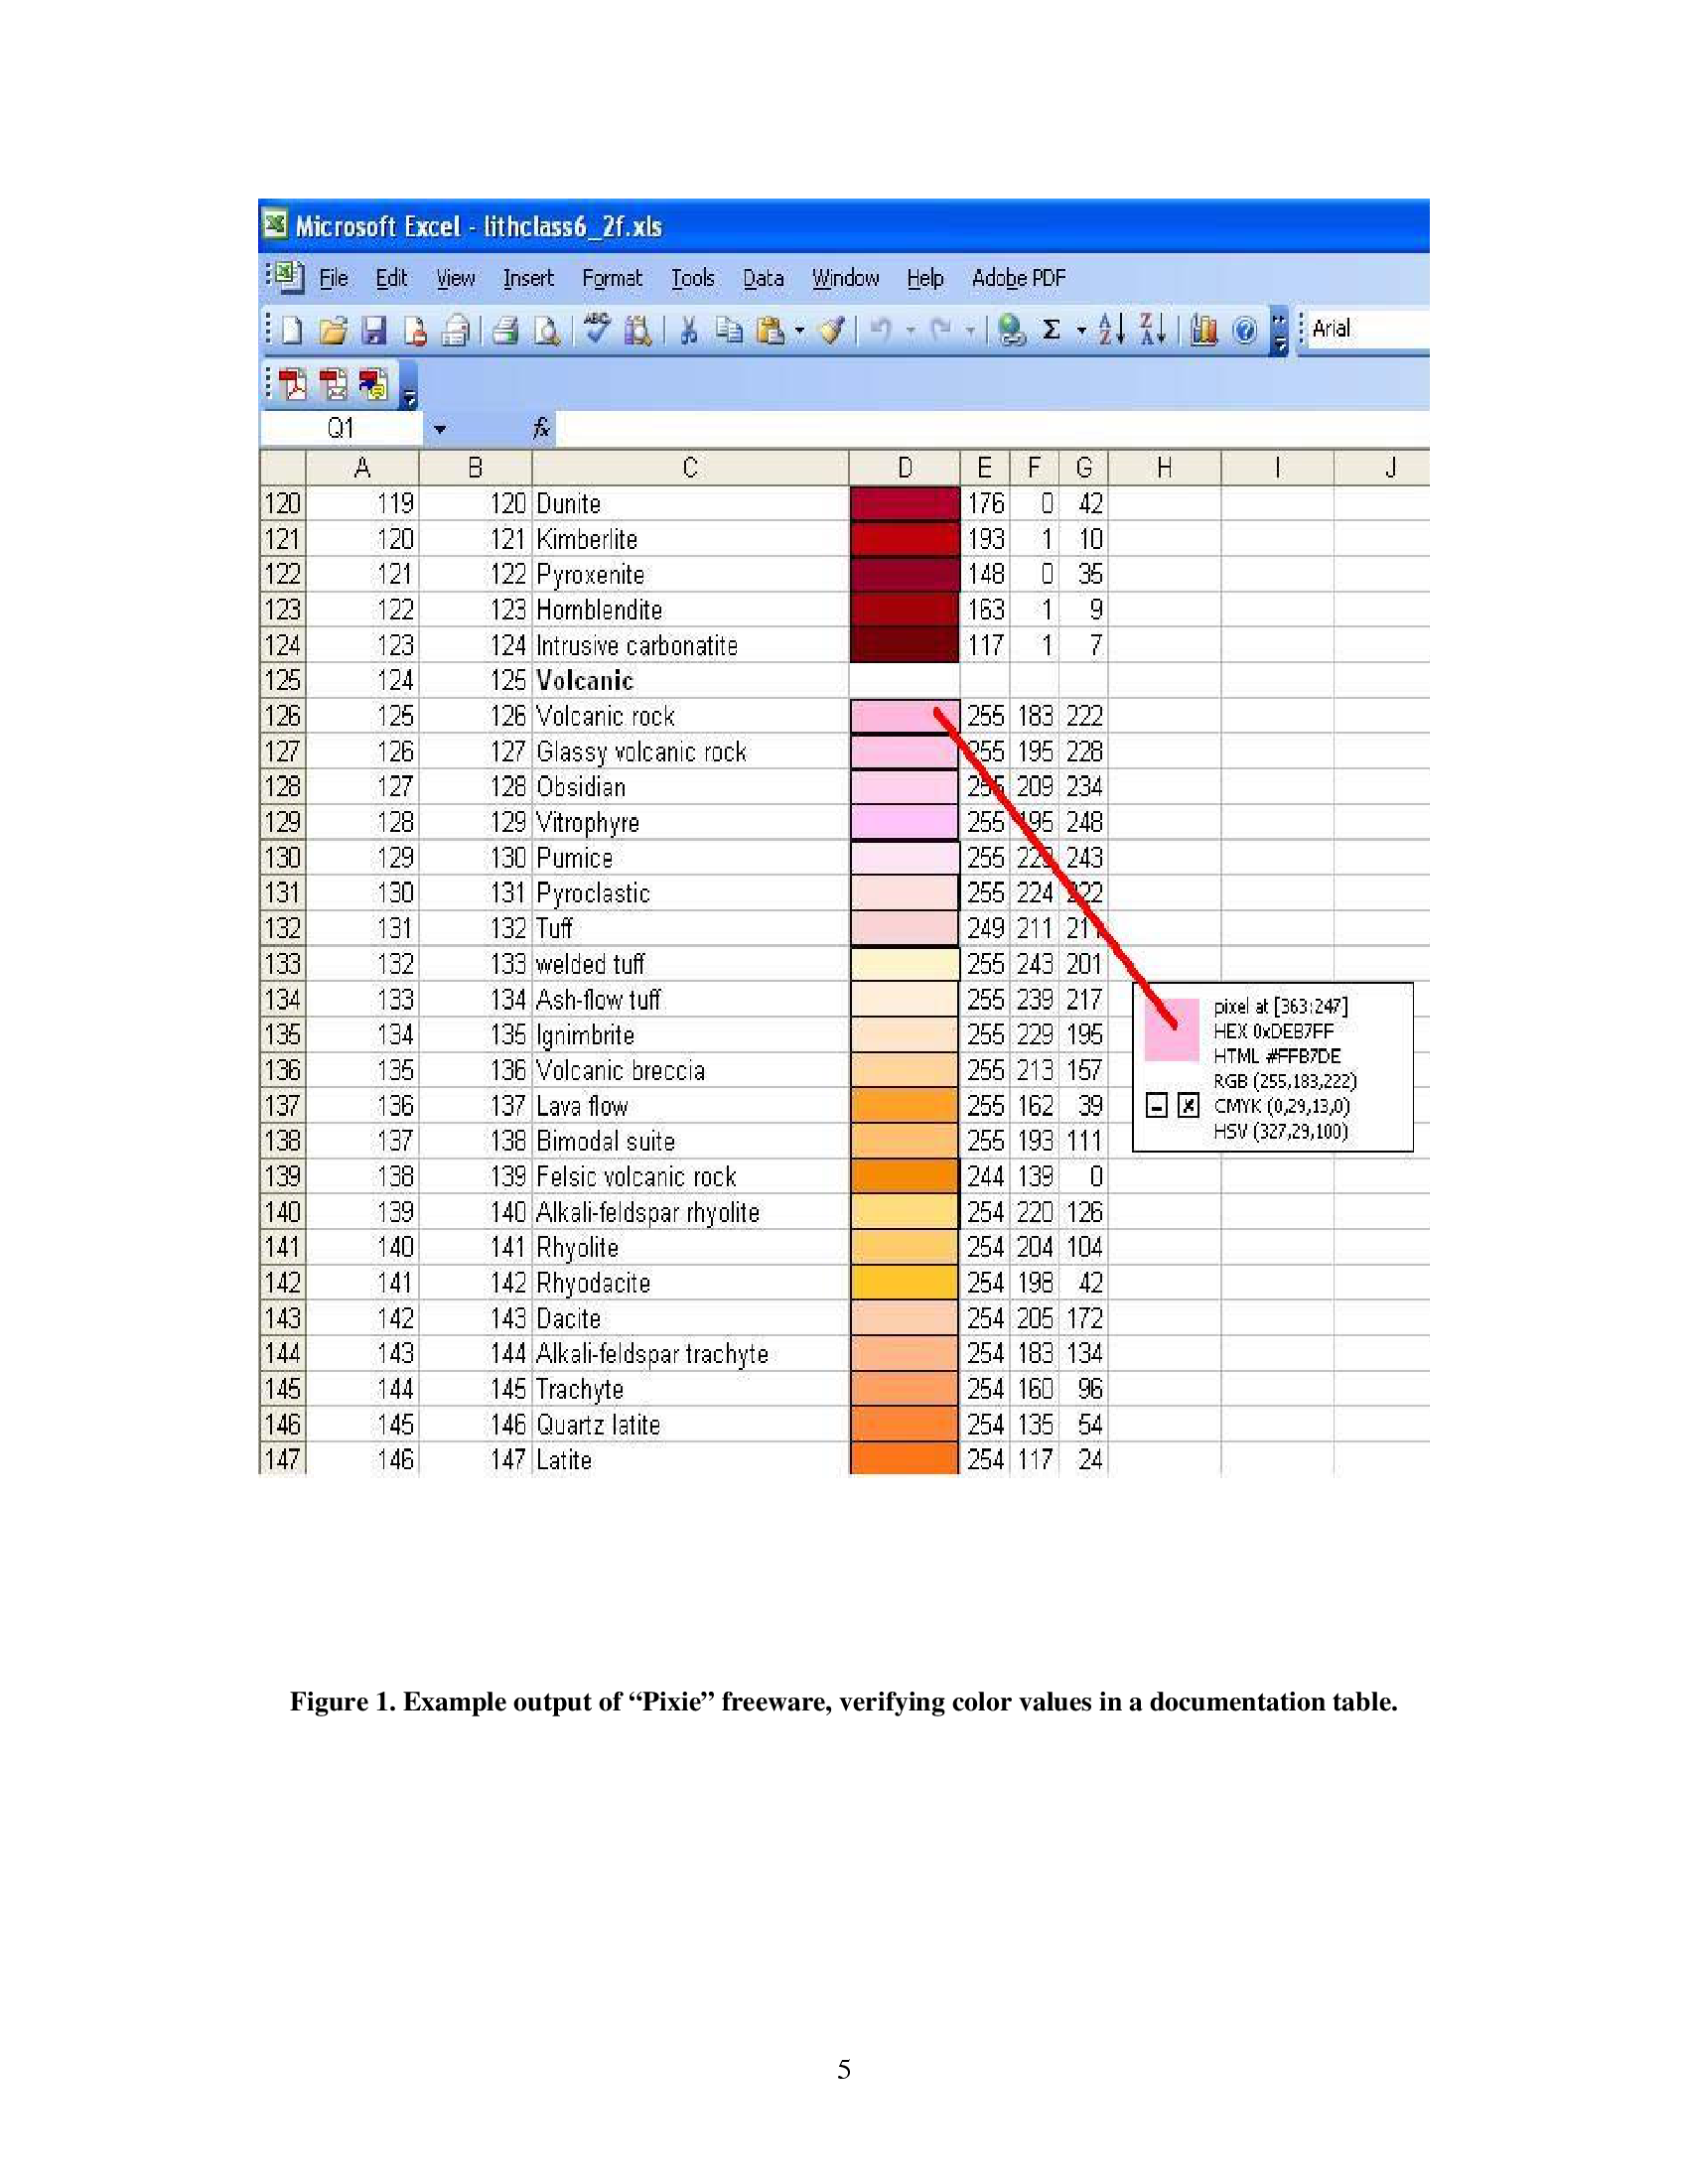 Microsoft Excel - lithclass6_2f.xls
File Edit View Insert Format Tools Data Window Help Adobe PDF
ABC Σ A Z Z A Arial
Q1 fx
A B C D E F G H I J
120 119 120 Dunite 176 0 42
121 120 121 Kimberlite 193 1 10
122 121 122 Pyroxenite 148 0 35
123 122 123 Hornblendite 163 1 9
124 123 124 Intrusive carbonatite 117 1 7
125 124 125 Volcanic
126 125 126 Volcanic rock 255 183 222
127 126 127 Glassy volcanic rock 255 195 228
128 127 128 Obsidian 255 209 234
129 128 129 Vitrophyre 255 195 248
130 129 130 Pumice 255 243
131 130 131 Pyroclastic 255 224 222
132 131 132 Tuff 249 211 211
133 132 133 welded tuff 255 243 201
134 133 134 Ash-flow tuff 255 239 217
135 134 135 Ignimbrite 255 229 195
136 135 136 Volcanic breccia 255 213 157
137 136 137 Lava flow 255 162 39
138 137 138 Bimodal suite 255 193 111
139 138 139 Felsic volcanic rock 244 139 0
140 139 140 Alkali-feldspar rhyolite 254 220 126
141 140 141 Rhyolite 254 204 104
142 141 142 Rhyodacite 254 198 42
143 142 143 Dacite 254 205 172
144 143 144 Alkali-feldspar trachyte 254 183 134
145 144 145 Trachyte 254 160 96
146 145 146 Quartz latite 254 135 54
147 146 147 Latite 254 117 24
pixel at [363:247]
HEX 0xDEB7FF
HTML #FFB7DE
RGB (255,183,222)
CMYK (0,29,13,0)
HSV (327,29,100)
Figure 1. Example output of “Pixie” freeware, verifying color values in a documentation table.
5